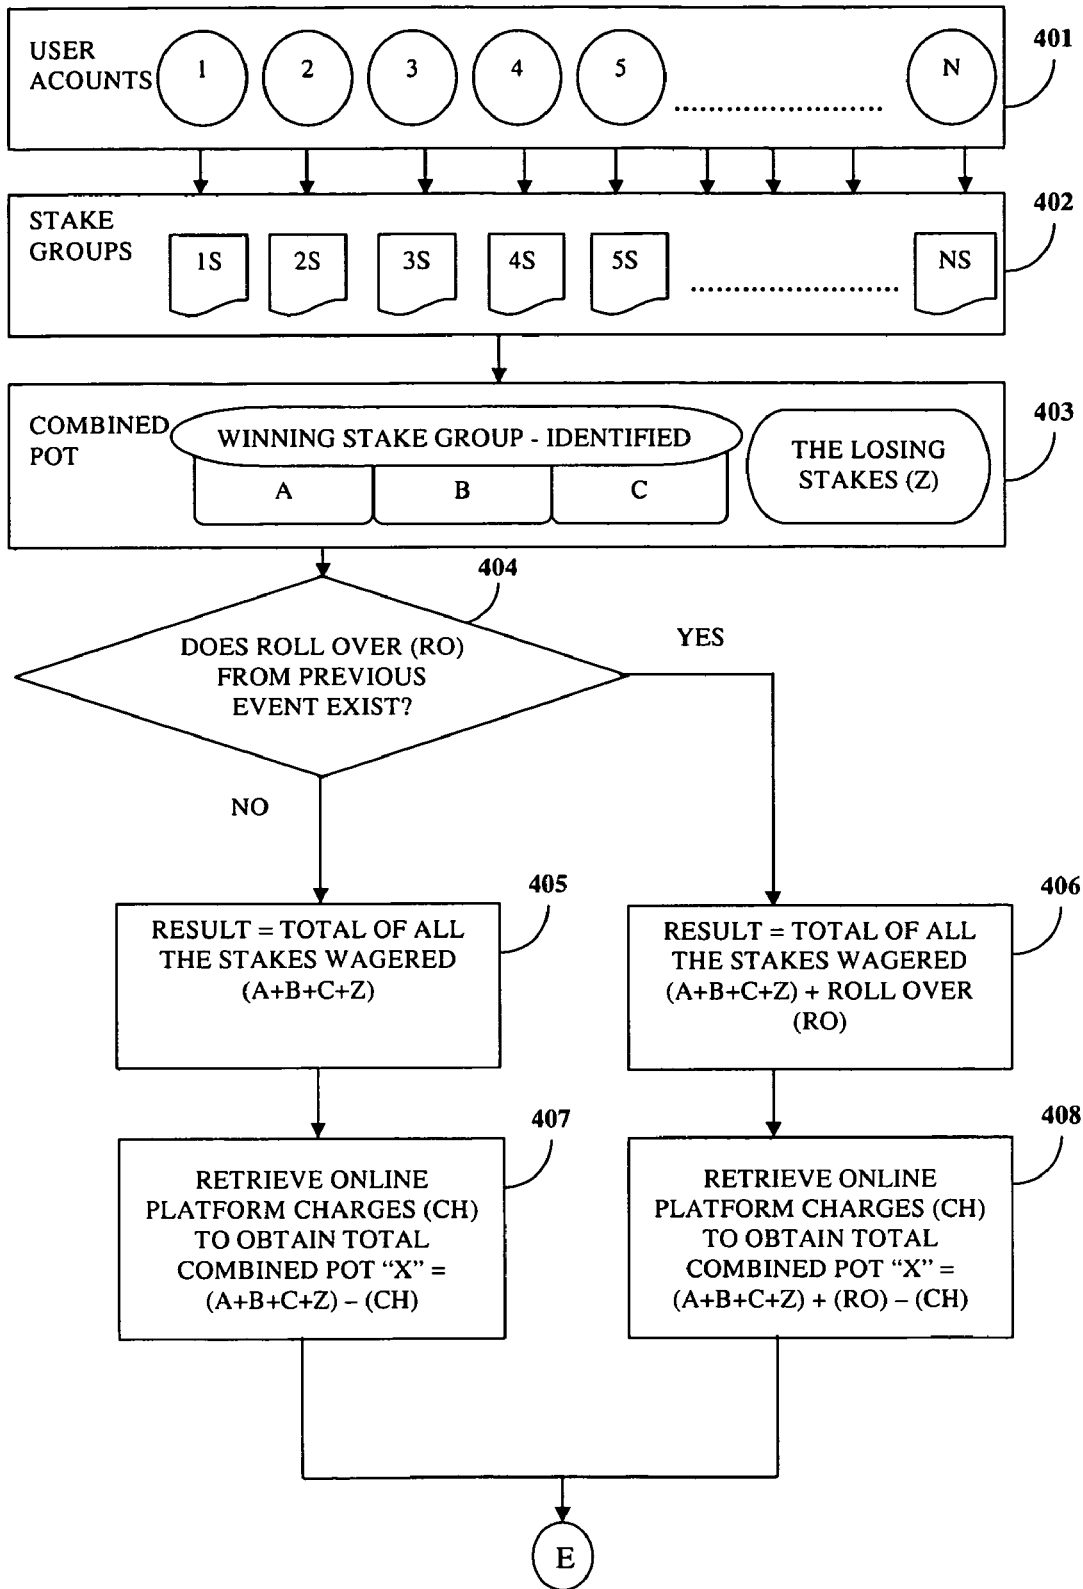 USER
ACOUNTS
1
2
3
4
5
....................
N
401
STAKE
GROUPS
1S
2S
3S
4S
5S
....................
NS
402
COMBINED
POT
WINNING STAKE GROUP - IDENTIFIED
A
B
C
THE LOSING
STAKES (Z)
403
404
DOES ROLL OVER (RO)
FROM PREVIOUS
EVENT EXIST?
YES
NO
405
RESULT = TOTAL OF ALL
THE STAKES WAGERED
(A+B+C+Z)
406
RESULT = TOTAL OF ALL
THE STAKES WAGERED
(A+B+C+Z) + ROLL OVER
(RO)
407
RETRIEVE ONLINE
PLATFORM CHARGES (CH)
TO OBTAIN TOTAL
COMBINED POT “X” =
(A+B+C+Z) – (CH)
408
RETRIEVE ONLINE
PLATFORM CHARGES (CH)
TO OBTAIN TOTAL
COMBINED POT “X” =
(A+B+C+Z) + (RO) – (CH)
E